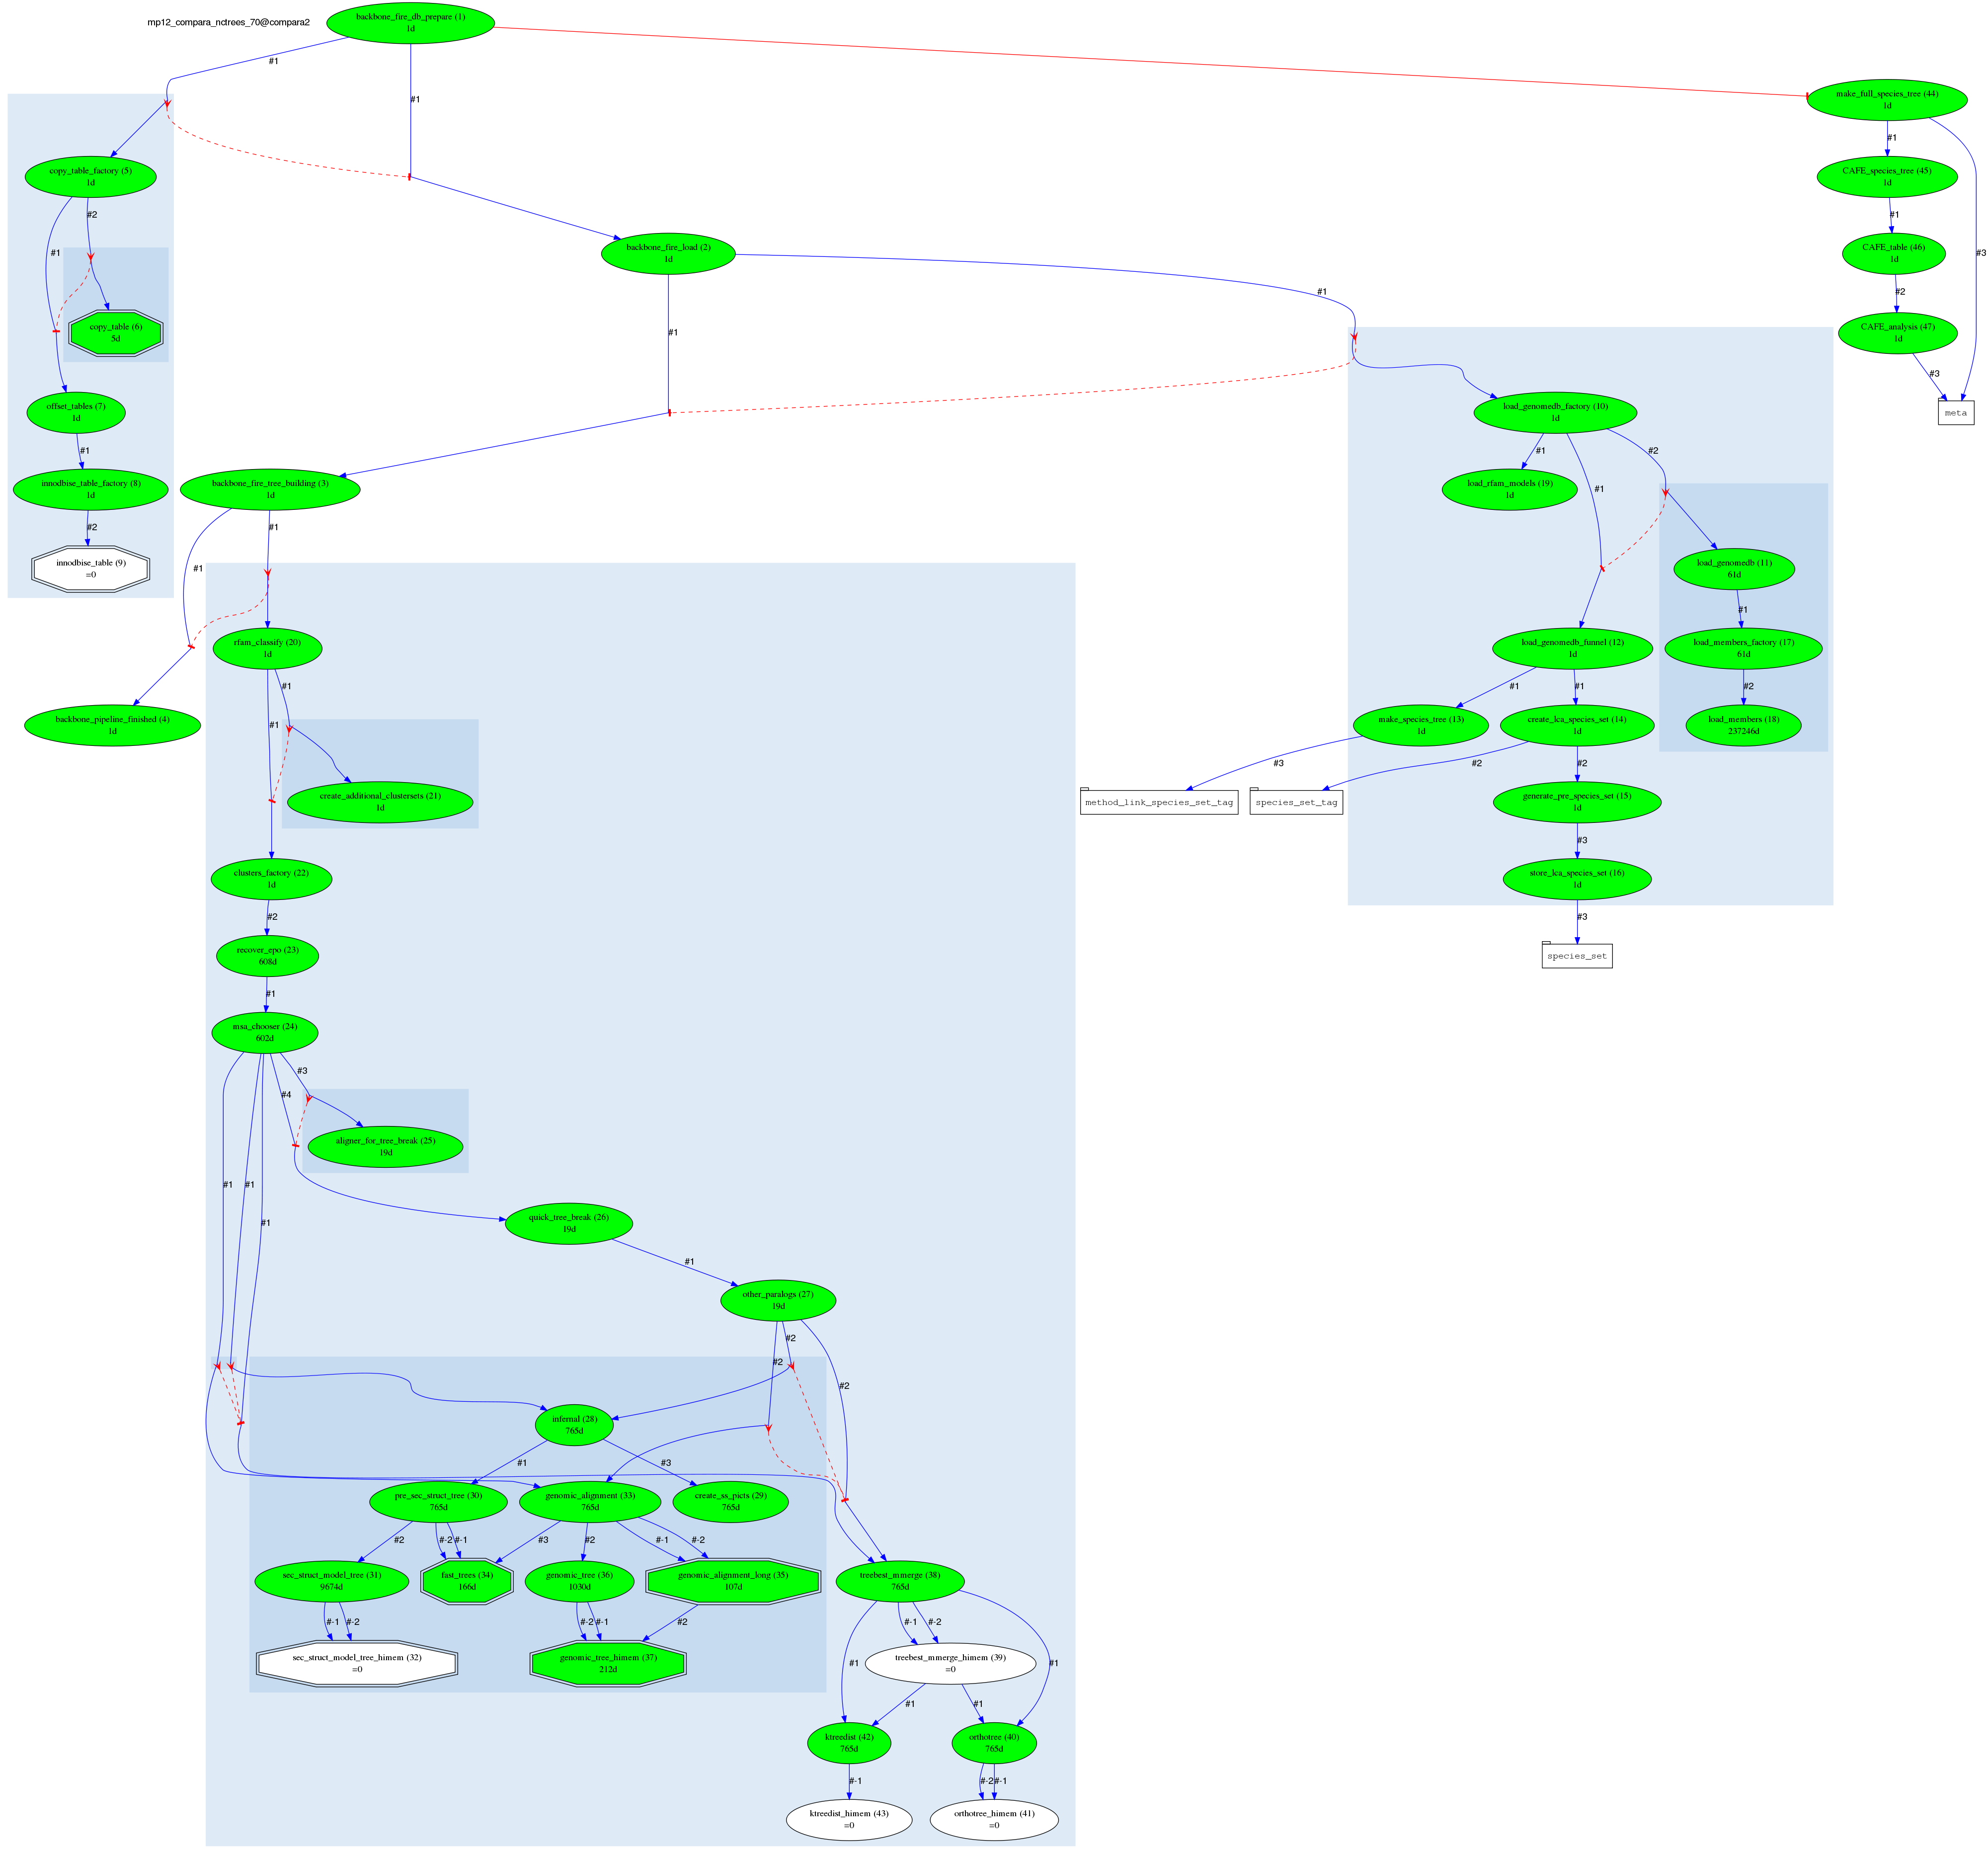 mp12_compara_nctrees_70@compara2
backbone_fire_db_prepare (1)
1d
#1
#1
make_full_species_tree (44)
1d
#1
#3
copy_table_factory (5)
1d
#2
#1
CAFE_species_tree (45)
1d
#1
backbone_fire_load (2)
1d
#1
#1
CAFE_table (46)
1d
#2
copy_table (6)
5d
CAFE_analysis (47)
1d
#3
meta
offset_tables (7)
1d
#1
load_genomedb_factory (10)
1d
#1
#1
#2
innodbise_table_factory (8)
1d
#2
backbone_fire_tree_building (3)
1d
#1
#1
load_rfam_models (19)
1d
innodbise_table (9)
=0
load_genomedb (11)
61d
#1
rfam_classify (20)
1d
#1
#1
load_genomedb_funnel (12)
1d
#1
#1
load_members_factory (17)
61d
#2
backbone_pipeline_finished (4)
1d
make_species_tree (13)
1d
#3
create_lca_species_set (14)
1d
#2
#2
load_members (18)
237246d
create_additional_clustersets (21)
1d
method_link_species_set_tag
species_set_tag
generate_pre_species_set (15)
1d
#3
clusters_factory (22)
1d
#2
store_lca_species_set (16)
1d
#3
recover_epo (23)
608d
#1
species_set
msa_chooser (24)
602d
#3
#4
#1
#1
#1
aligner_for_tree_break (25)
19d
quick_tree_break (26)
19d
#1
other_paralogs (27)
19d
#2
#2
#2
infernal (28)
765d
#1
#3
pre_sec_struct_tree (30)
765d
#2
#-2
#-1
genomic_alignment (33)
765d
#3
#2
#-1
#-2
create_ss_picts (29)
765d
sec_struct_model_tree (31)
9674d
#-1
#-2
fast_trees (34)
166d
genomic_tree (36)
1030d
#-2
#-1
genomic_alignment_long (35)
107d
#2
treebest_mmerge (38)
765d
#-1
#-2
#1
#1
sec_struct_model_tree_himem (32)
=0
genomic_tree_himem (37)
212d
treebest_mmerge_himem (39)
=0
#1
#1
ktreedist (42)
765d
#-1
orthotree (40)
765d
#-2
#-1
ktreedist_himem (43)
=0
orthotree_himem (41)
=0